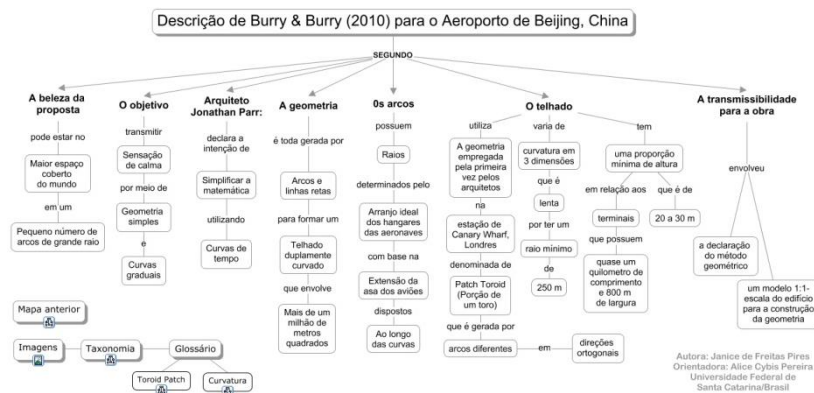 Descrição de Burry & Burry (2010) para o Aeroporto de Beijing, China
SEGUNDO
A beleza da
proposta
pode estar no
Maior espaço
coberto
do mundo
em um
Pequeno número de
arcos de grande raio
O objetivo
transmitir
Sensação
de calma
por meio de
Geometria
simples
e
Curvas
graduais
Arquiteto
Jonathan Parr:
declara a
intenção de
Simplificar a
matemática
utilizando
Curvas de
tempo
A geometria
é toda gerada por
Arcos e
linhas retas
para formar um
Telhado
duplamente
curvado
que envolve
Mais de um
milhão de
metros
quadrados
0s arcos
possuem
Raios
determinados pelo
Arranjo ideal
dos hangares
das aeronaves
com base na
Extensão da
asa dos aviões
dispostos
Ao longo
das curvas
O telhado
utiliza
A geometria
empregada
pela primeira
vez pelos
arquitetos
na
estação de
Canary Wharf,
Londres
denominada de
Patch Toroid
(Porção de
um toro)
que é gerada por
arcos diferentes
em
direções
ortogonais
varia de
curvatura em
3 dimensões
que é
lenta
por ter um
raio mínimo
de
250 m
tem
uma proporção
mínima de altura
em relação aos
terminais
que possuem
quase um
quilometro de
comprimento
e 800 m
de largura
que é de
20 a 30 m
A transmissibilidade
para a obra
envolveu
a declaração
do método
geométrico
um modelo 1:1-
escala do edifício
para a construção
da geometria
Mapa anterior
Imagens
Taxonomia
Glossário
Toroid Patch
Curvatura
Autora: Janice de Freitas Pires
Orientadora: Alice Cybis Pereira
Universidade Federal de
Santa Catarina/Brasil